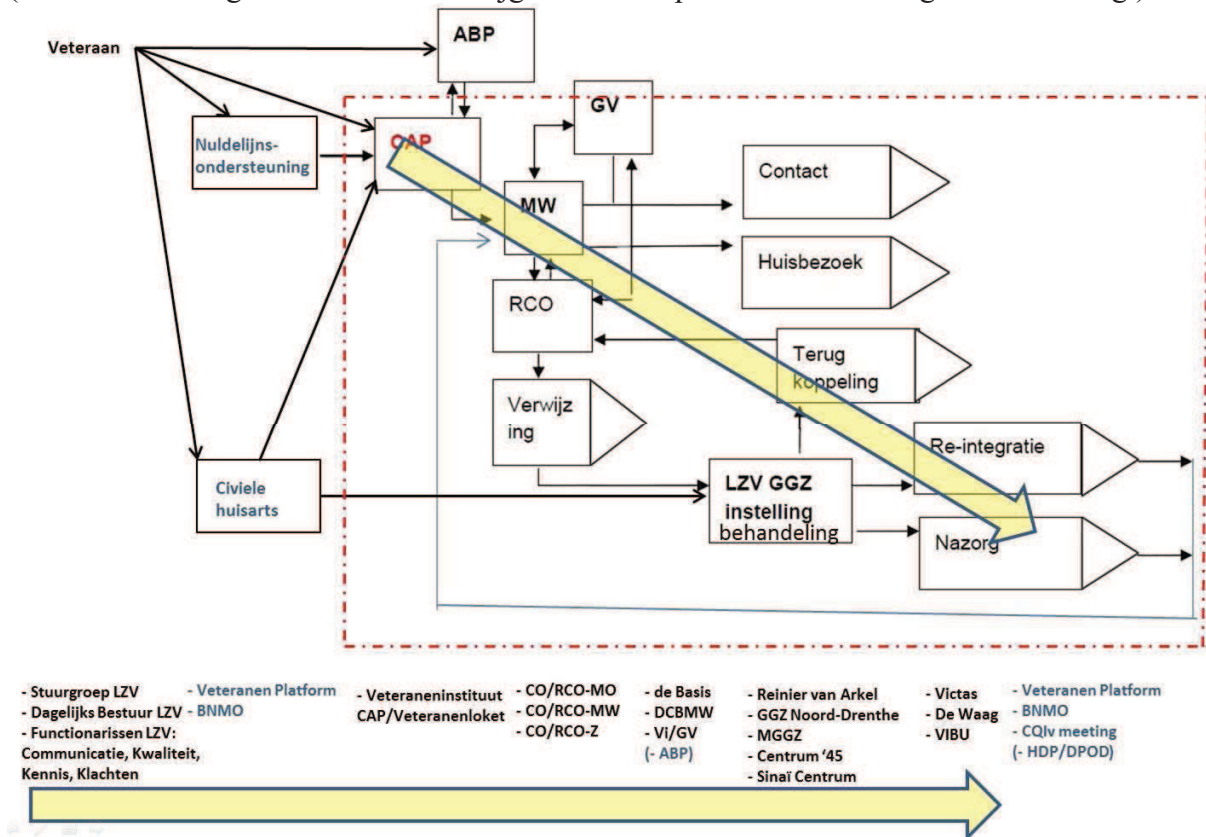 ABP
Veteraan
GV
Nuldelijns-
ondersteuning
CAP
Contact
MW
Huisbezoek
RCO
Terug
koppeling
Verwijz
ing
Re-integratie
Civiele
huisarts
LZV GGZ
instelling
behandeling
Nazorg
- Stuurgroep LZV
- Dagelijks Bestuur LZV
- Functionarissen LZV:
Communicatie, Kwaliteit,
Kennis, Klachten
- Veteranen Platform
- BNMO
- Veteraneninstituut
CAP/Veteranenloket
- CO/RCO-MO
- CO/RCO-MW
- CO/RCO-Z
- de Basis
- DCBMW
- Vi/GV
(- ABP)
- Reinier van Arkel
- GGZ Noord-Drenthe
- MGGZ
- Centrum '45
- Sinaï Centrum
- Victas
- De Waag
- VIBU
- Veteranen Platform
- BNMO
- CQIv meeting
(- HDP/DPOD)